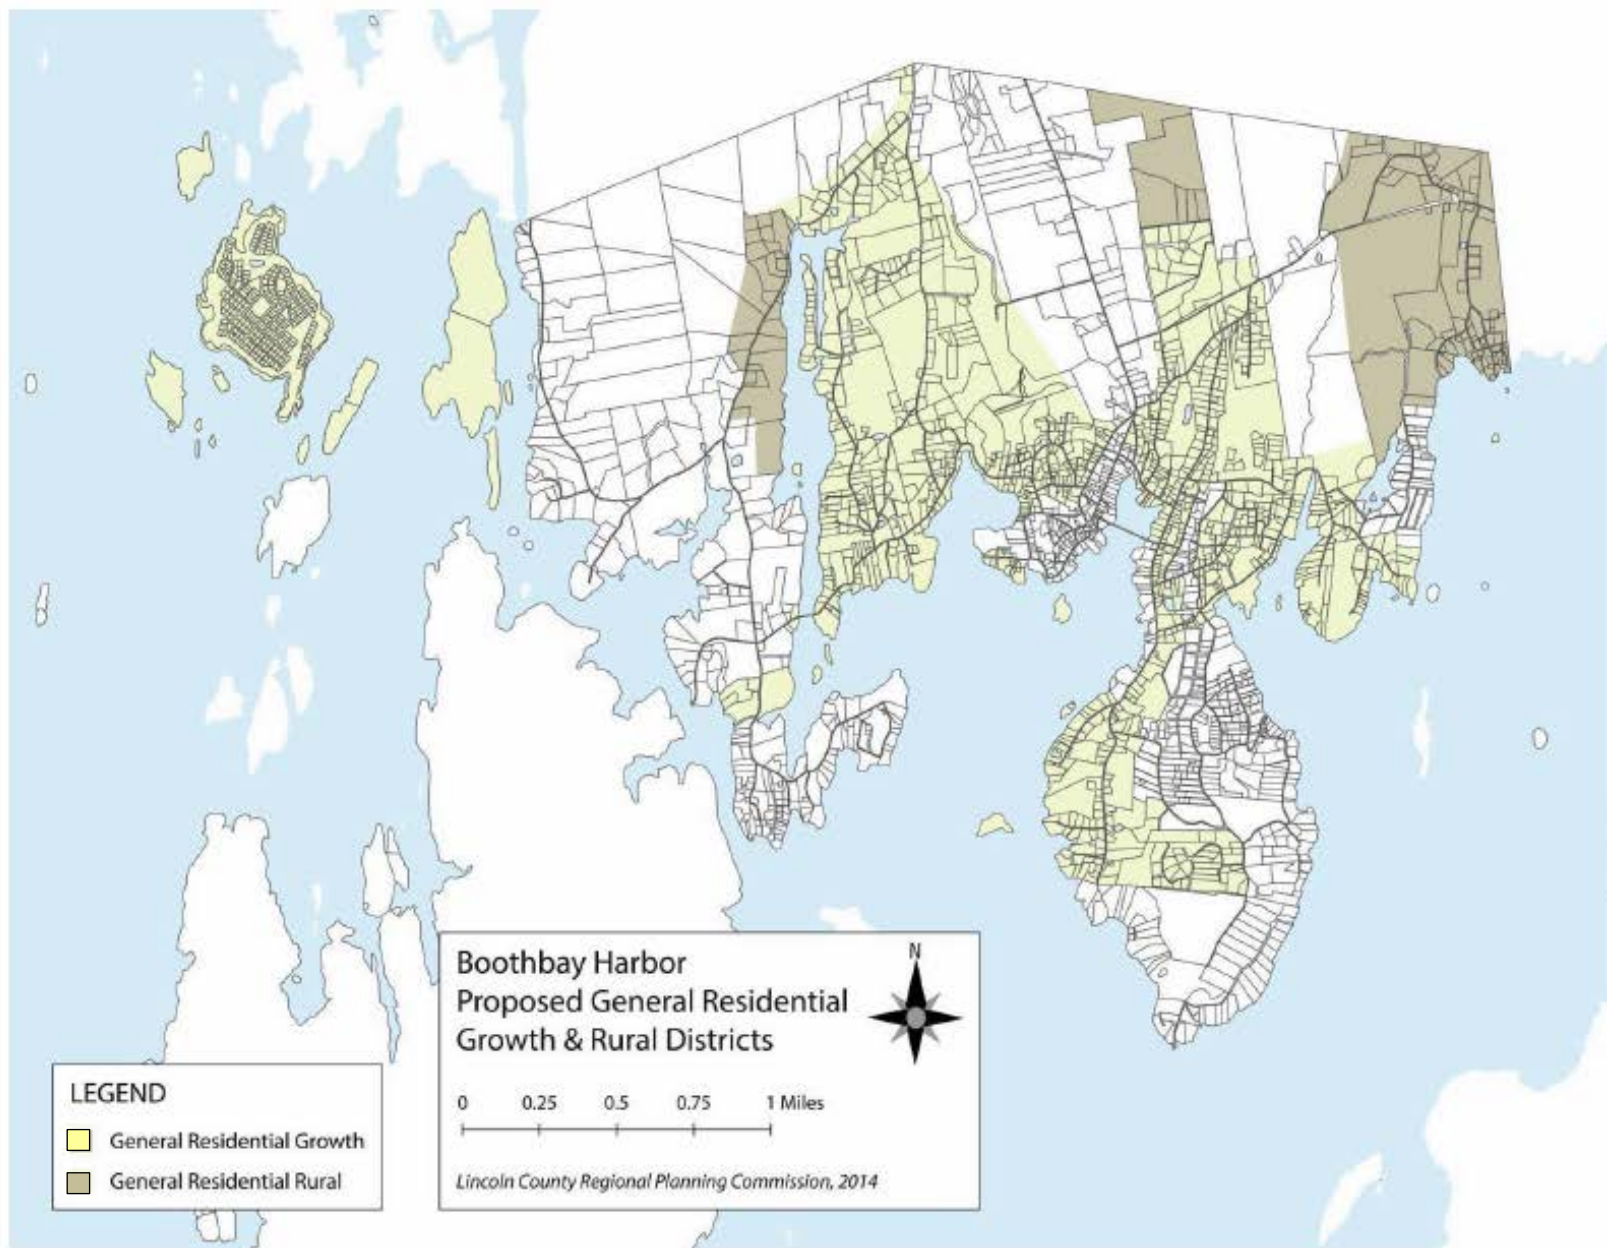 N
Boothbay Harbor
Proposed General Residential
Growth & Rural Districts
0 0.25 0.5 0.75 1 Miles
Lincoln County Regional Planning Commission, 2014
LEGEND
General Residential Growth
General Residential Rural